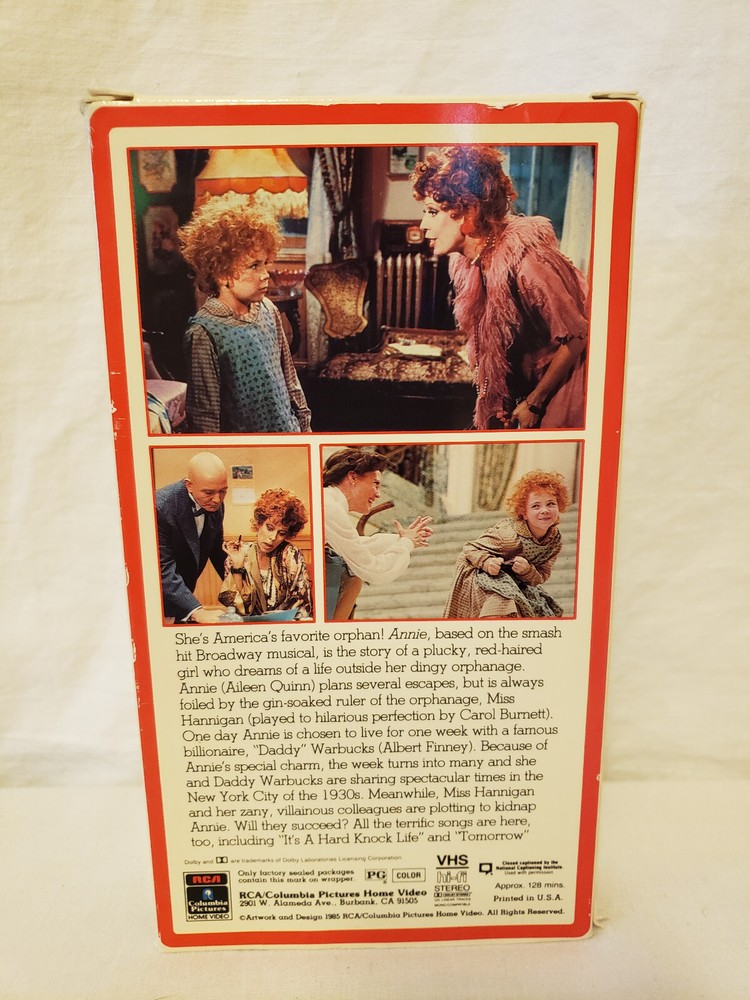 She's America's favorite orphan! Annie, based on the smash
hit Broadway musical, is the story of a plucky, red-haired
girl who dreams of a life outside her dingy orphanage.
Annie (Aileen Quinn) plans several escapes, but is always
foiled by the gin-soaked ruler of the orphanage, Miss
Hannigan (played to hilarious perfection by Carol Burnett).
One day Annie is chosen to live for one week with a famous
billionaire, "Daddy" Warbucks (Albert Finney). Because of
Annie's special charm, the week turns into many and she
and Daddy Warbucks are sharing spectacular times in the
New York City of the 1930s. Meanwhile, Miss Hannigan
and her zany, villainous colleagues are plotting to kidnap
Annie. Will they succeed? All the terrific songs are here,
too, including "It's A Hard Knock Life" and "Tomorrow"
Dolby and are trademarks of Dolby Laboratories Licensing Corporation.
RCA
Columbia
Pictures
HOME VIDEO
Only factory sealed packages
contain this mark on wrapper.
PG
COLOR
RCA/Columbia Pictures Home Video
2901 W. Alameda Ave., Burbank, CA 91505
VHS
hi-fi
STEREO
Closed captioned by the
National Captioning Institute.
Used with permission.
Approx. 128 mins.
Printed in U.S.A.
©Artwork and Design 1985 RCA/Columbia Pictures Home Video. All Rights Reserved.